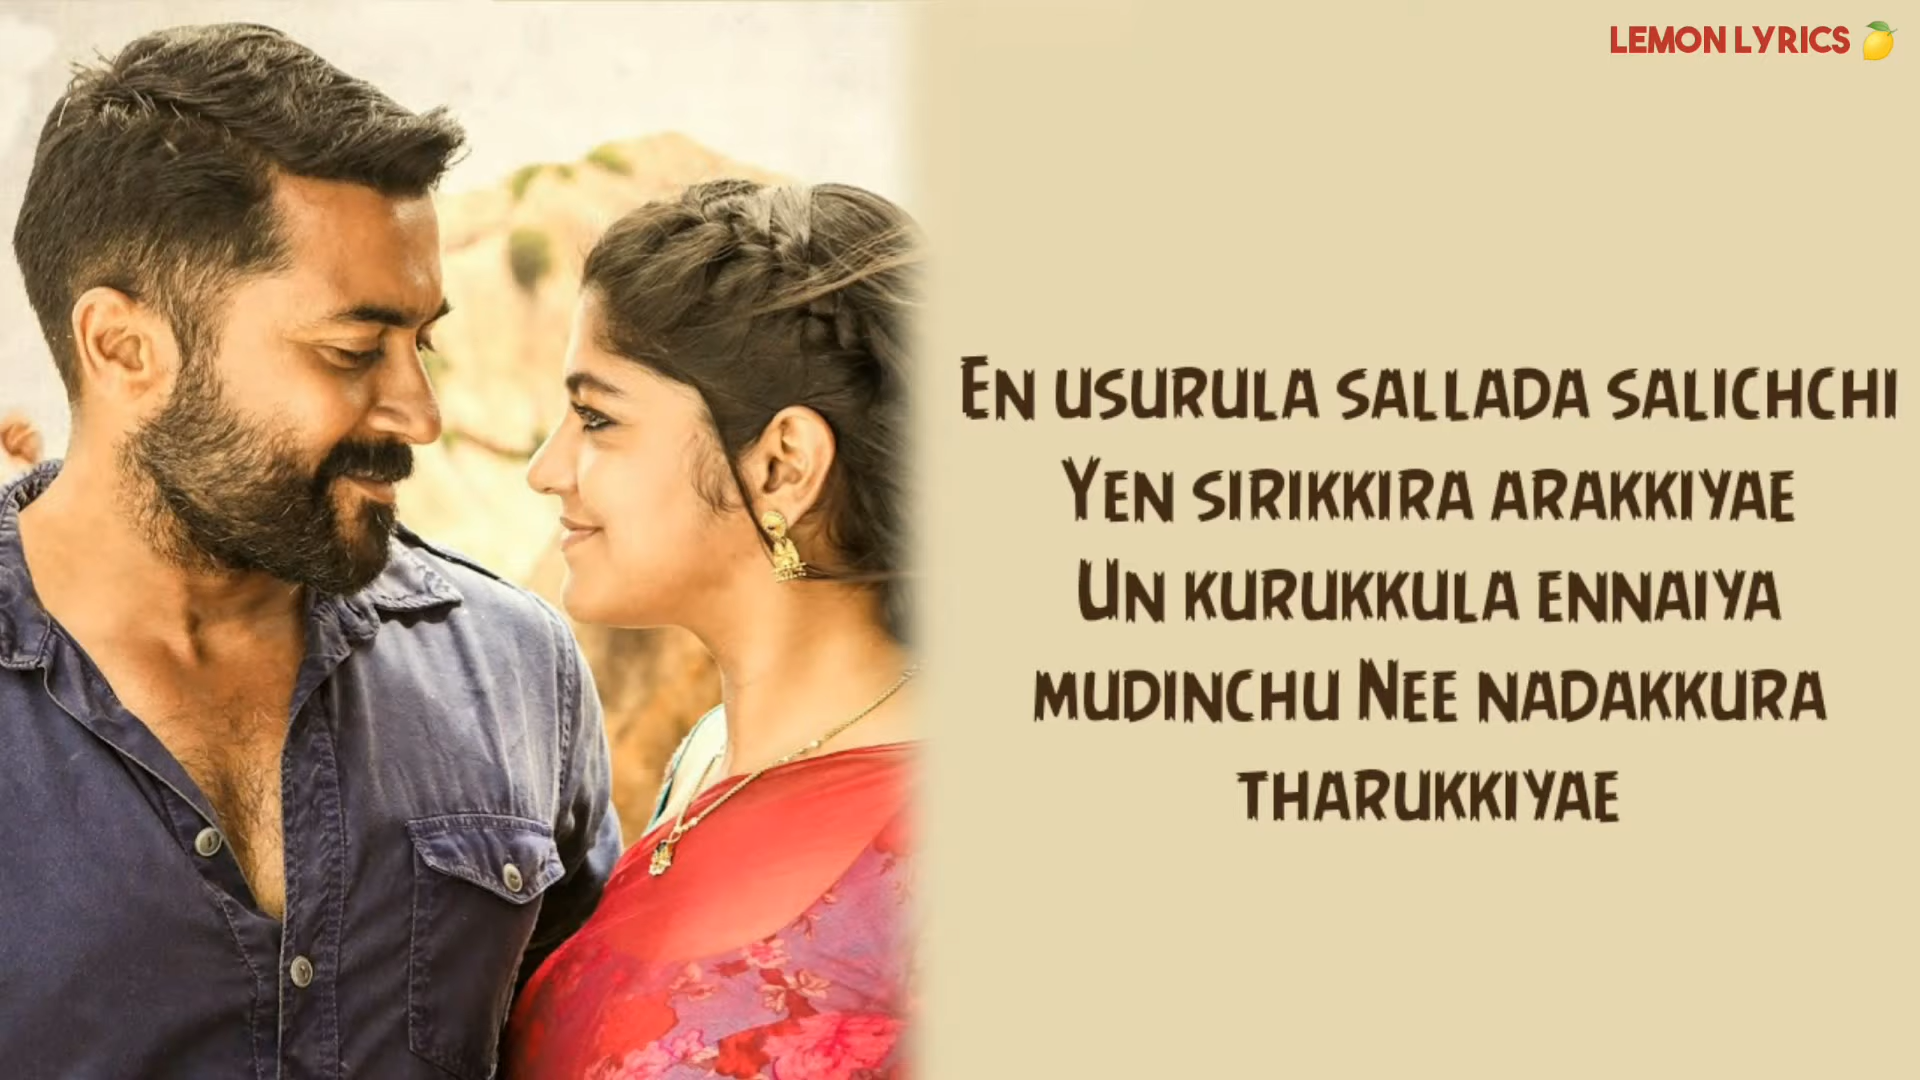 LEMON LYRICS
EN USURULA SALLADA SALICHCHI
YEN SIRIKKIRA ARAKKIYAE
UN KURUKKULA ENNAIYA
MUDINCHU NEE NADAKKURA
THARUKKIYAE